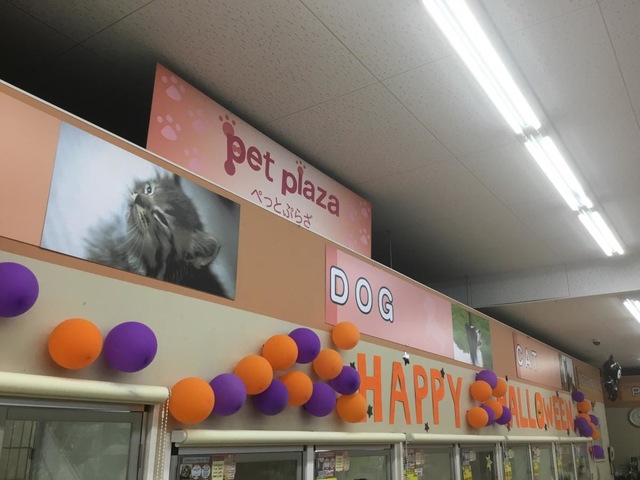 pet plaza
ぺっとぷらざ
DOG
CAT
HAPPY HALLOWEEN